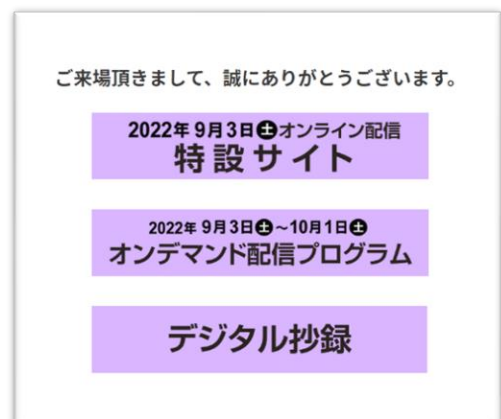 ご来場頂きまして、誠にありがとうございます。
2022年 9月3日土オンライン配信
特設サイト
2022年 9月3日土~10月1日土
オンデマンド配信プログラム
デジタル抄録